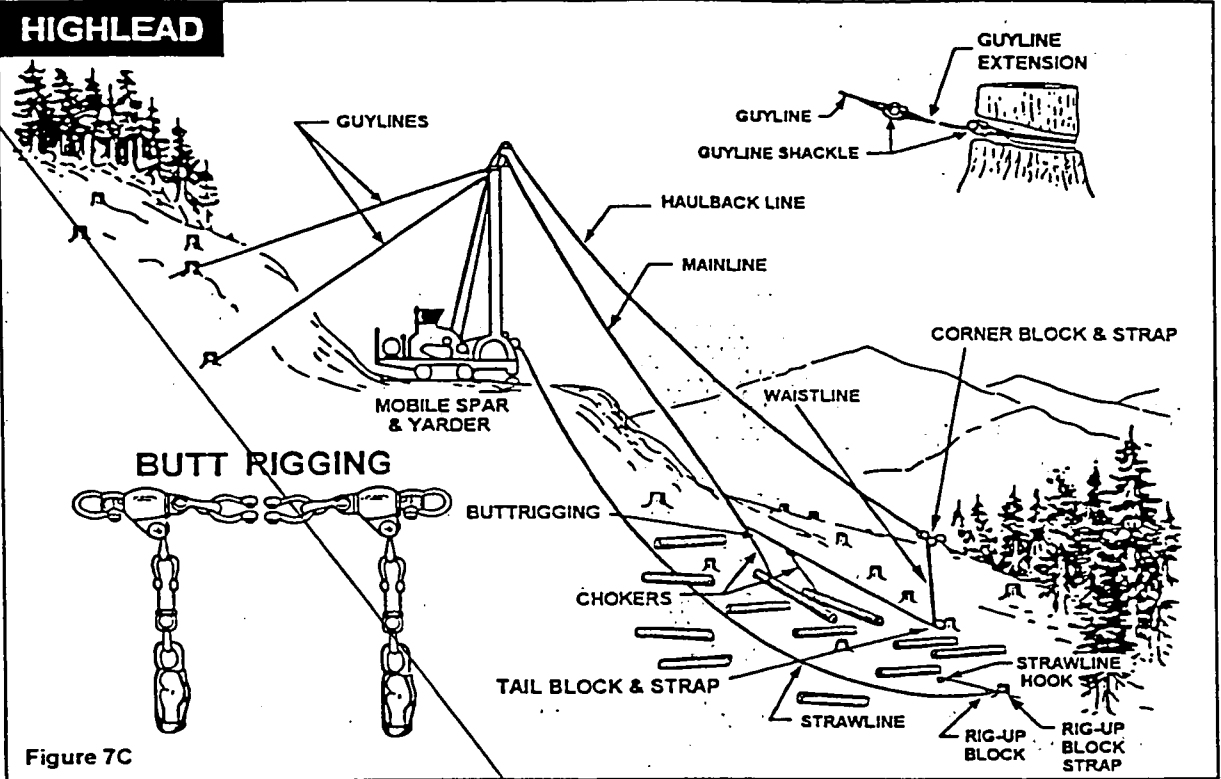 HIGHLEAD
GUYLINE
EXTENSION
GUYLINE
GUYLINE SHACKLE
GUYLINES
HAULBACK LINE
MAINLINE
CORNER BLOCK & STRAP
WAISTLINE
MOBILE SPAR
& YARDER
BUTT RIGGING
BUTTRIGGING
CHOKERS
TAIL BLOCK & STRAP
STRAWLINE
HOOK
STRAWLINE
RIG-UP
BLOCK
RIG-UP
BLOCK
STRAP
Figure 7C